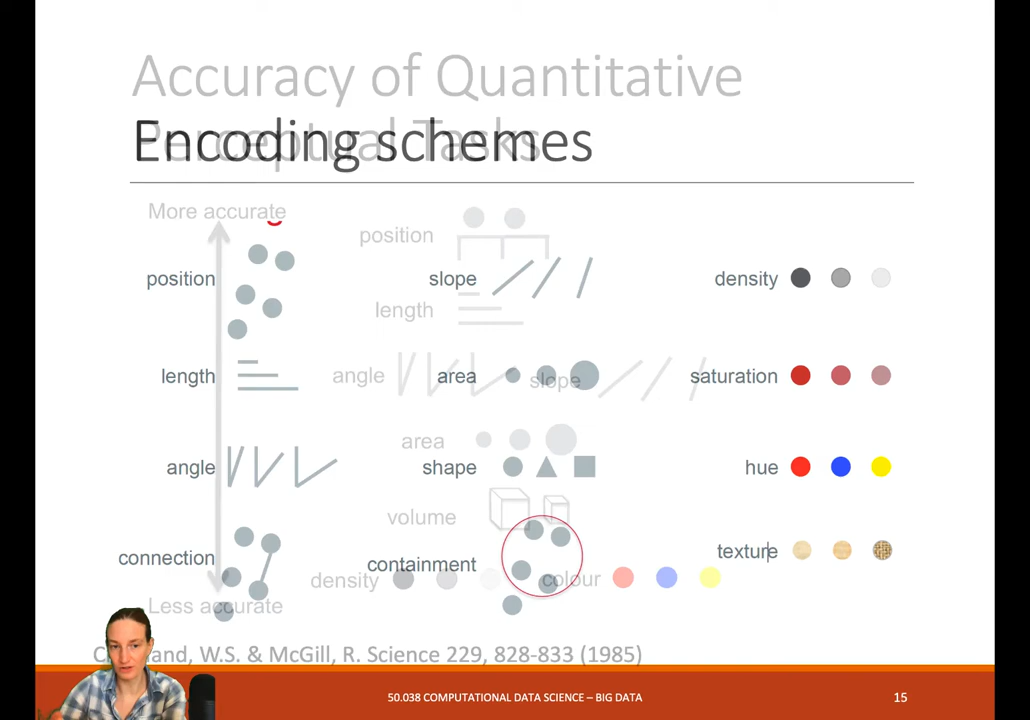 Accuracy of Quantitative
Perceptual Tasks
Encoding schemes
More accurate
position
position
slope
density
length
length
angle
area
slope
saturation
area
angle
shape
hue
volume
connection
containment
texture
density
colour
Less accurate
McGill, R. Science 229, 828-833 (1985)
50.038 COMPUTATIONAL DATA SCIENCE – BIG DATA
15